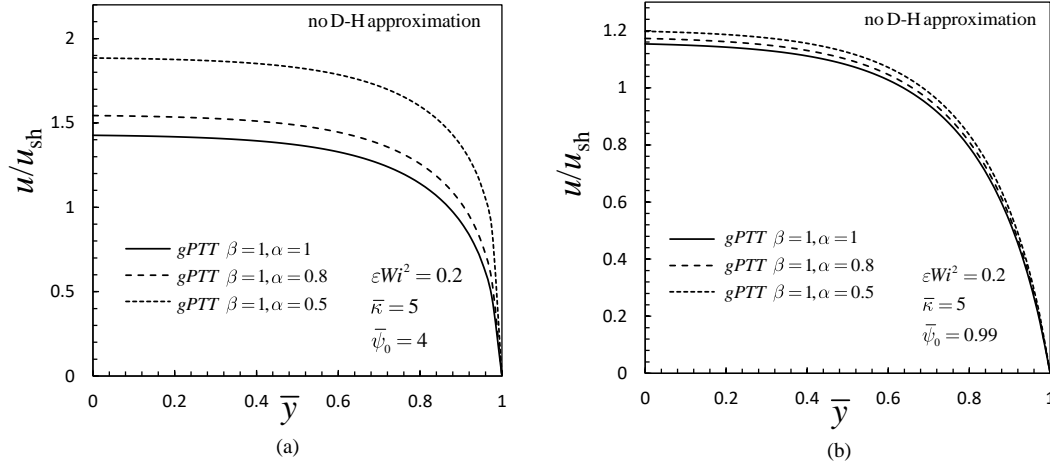 no D-H approximation
2
1.5
1
0.5
0
u/u_sh
gPTT β=1, α=1
gPTT β=1, α=0.8
gPTT β=1, α=0.5
εWi² = 0.2
κ̅ = 5
ψ̅₀ = 4
0 0.2 0.4 0.6 0.8 1
y̅
(a)
no D-H approximation
1.2
1
0.8
0.6
0.4
0.2
0
u/u_sh
gPTT β=1, α=1
gPTT β=1, α=0.8
gPTT β=1, α=0.5
εWi² = 0.2
κ̅ = 5
ψ̅₀ = 0.99
0 0.2 0.4 0.6 0.8 1
y̅
(b)